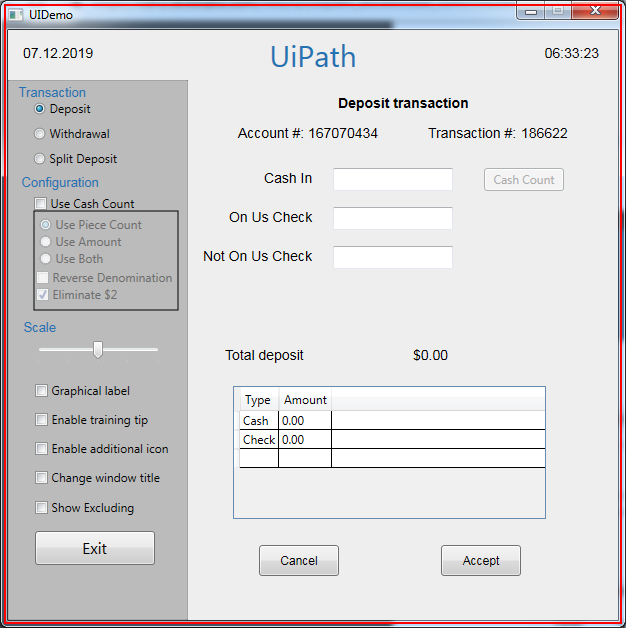 UIDemo
07.12.2019
UiPath
06:33:23
Transaction
Deposit
Withdrawal
Split Deposit
Configuration
Use Cash Count
Use Piece Count
Use Amount
Use Both
Reverse Denomination
Eliminate $2
Scale
Graphical label
Enable training tip
Enable additional icon
Change window title
Show Excluding
Exit
Deposit transaction
Account #: 167070434 Transaction #: 186622
Cash In
Cash Count
On Us Check
Not On Us Check
Total deposit $0.00
Type Amount
Cash 0.00
Check 0.00
Cancel Accept